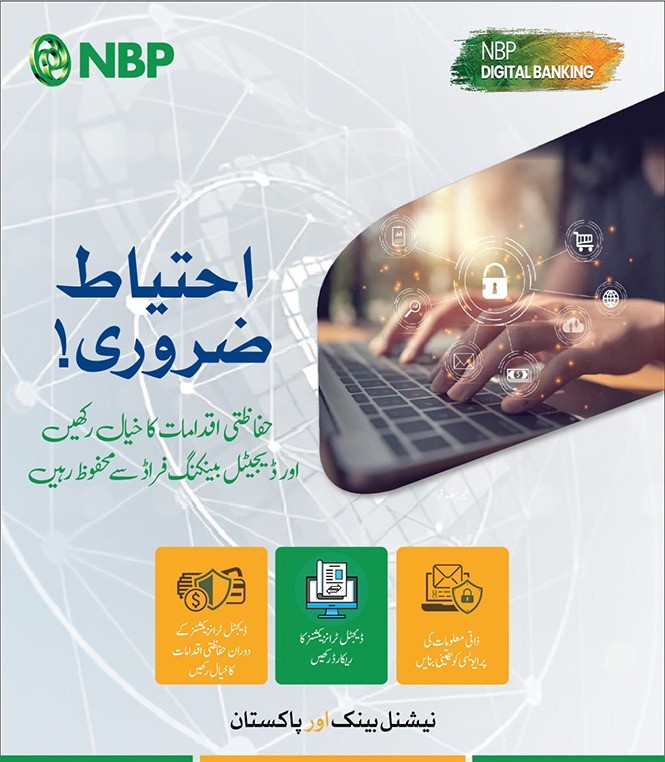 NBP
NBP
DIGITAL BANKING
احتیاط
ضروری!
حفاظتی اقدامات کا خیال رکھیں
اور ڈیجیٹل بینکنگ فراڈ سے محفوظ رہیں
ذاتی معلومات کی
پرائیویسی کو یقینی بنایں
ڈیجیٹل ٹرانزیکشنز کا
ریکارڈ رکھیں
ڈیجیٹل ٹرانزیکشنز کے
دوران حفاظتی اقدامات
کا خیال رکھیں
نیشنل بینک اور پاکستان